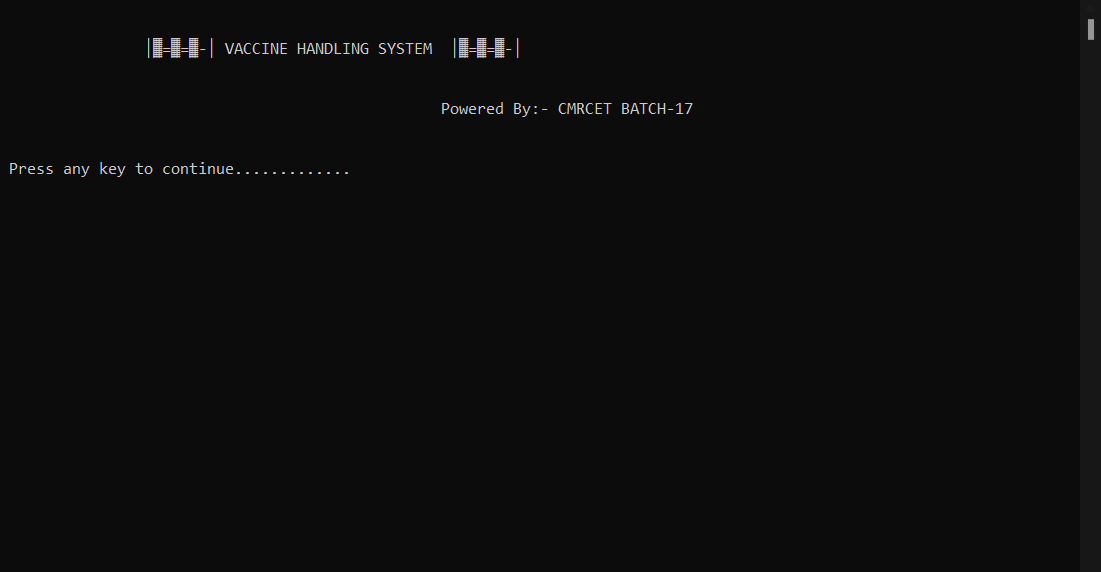 │▓=▓=▓-│ VACCINE HANDLING SYSTEM  │▓=▓=▓-│
Powered By:- CMRCET BATCH-17
Press any key to continue.............